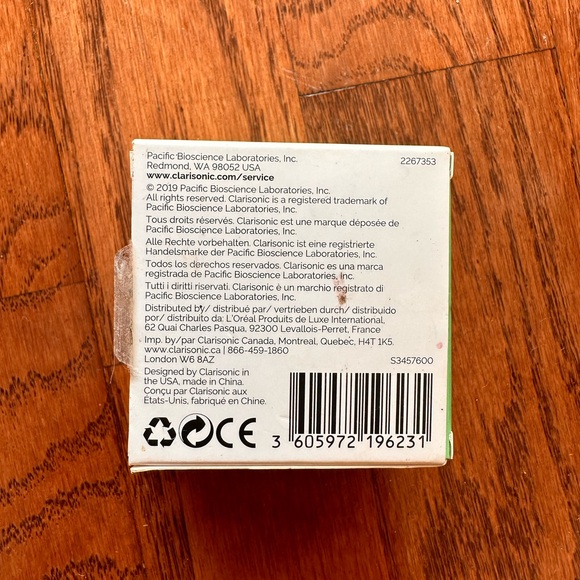 Pacific Bioscience Laboratories, Inc. 2267353
Redmond, WA 98052 USA
www.clarisonic.com/service
© 2019 Pacific Bioscience Laboratories, Inc.
All rights reserved. Clarisonic is a registered trademark of
Pacific Bioscience Laboratories, Inc.
Tous droits réservés. Clarisonic est une marque déposée de
Pacific Bioscience Laboratories, Inc.
Alle Rechte vorbehalten. Clarisonic ist eine registrierte
Handelsmarke der Pacific Bioscience Laboratories, Inc.
Todos los derechos reservados. Clarisonic es una marca
registrada de Pacific Bioscience Laboratories, Inc.
Tutti i diritti riservati. Clarisonic è un marchio registrato di
Pacific Bioscience Laboratories, Inc.
Distributed by/ distribué par/ vertrieben durch/ distribuido
por/ distribuito da: L'Oréal Produits de Luxe International,
62 Quai Charles Pasqua, 92300 Levallois-Perret, France
Imp. by/par Clarisonic Canada, Montreal, Quebec, H4T 1K5.
www.clarisonic.ca | 866-459-1860
London W6 8AZ S3457600
Designed by Clarisonic in
the USA, made in China.
Conçu par Clarisonic aux
États-Unis, fabriqué en Chine.
CE 3 605972 196231